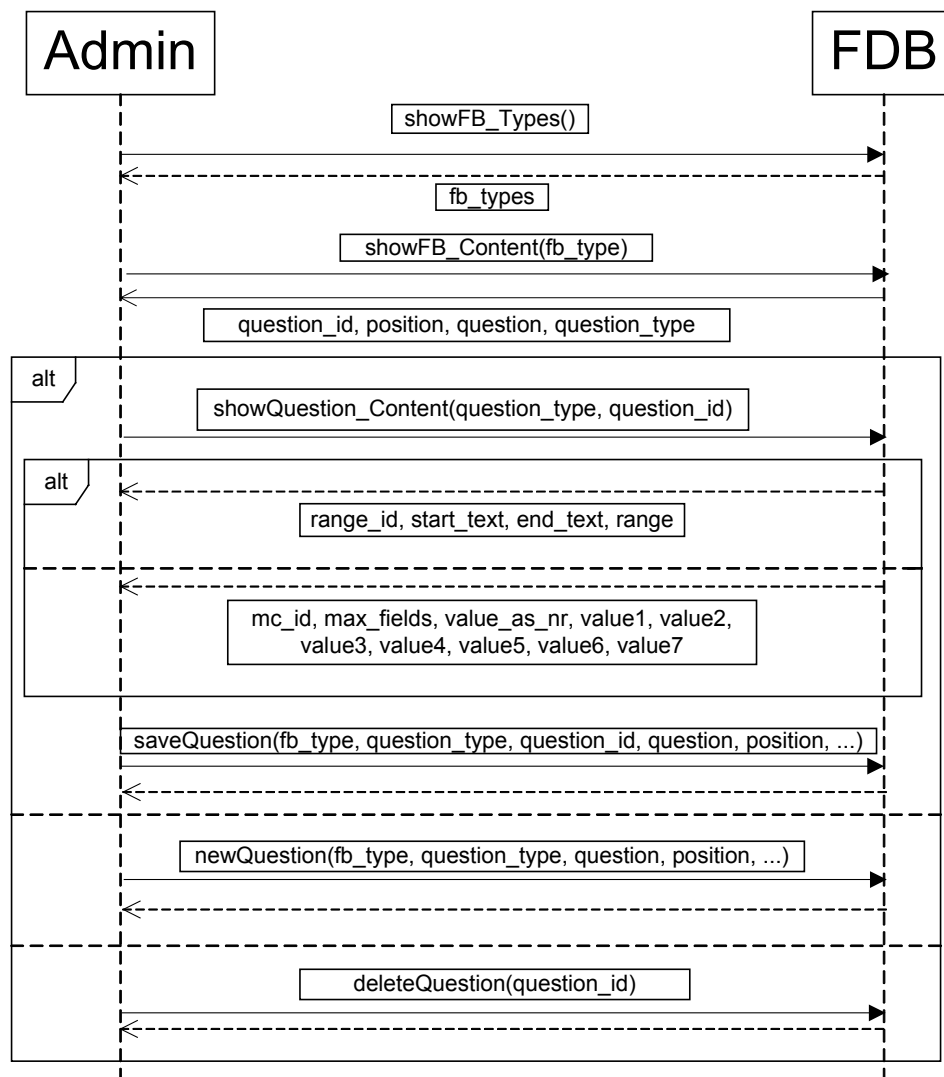 Admin
FDB
showFB_Types()
fb_types
showFB_Content(fb_type)
question_id, position, question, question_type
alt
showQuestion_Content(question_type, question_id)
alt
range_id, start_text, end_text, range
mc_id, max_fields, value_as_nr, value1, value2,
value3, value4, value5, value6, value7
saveQuestion(fb_type, question_type, question_id, question, position, ...)
newQuestion(fb_type, question_type, question, position, ...)
deleteQuestion(question_id)